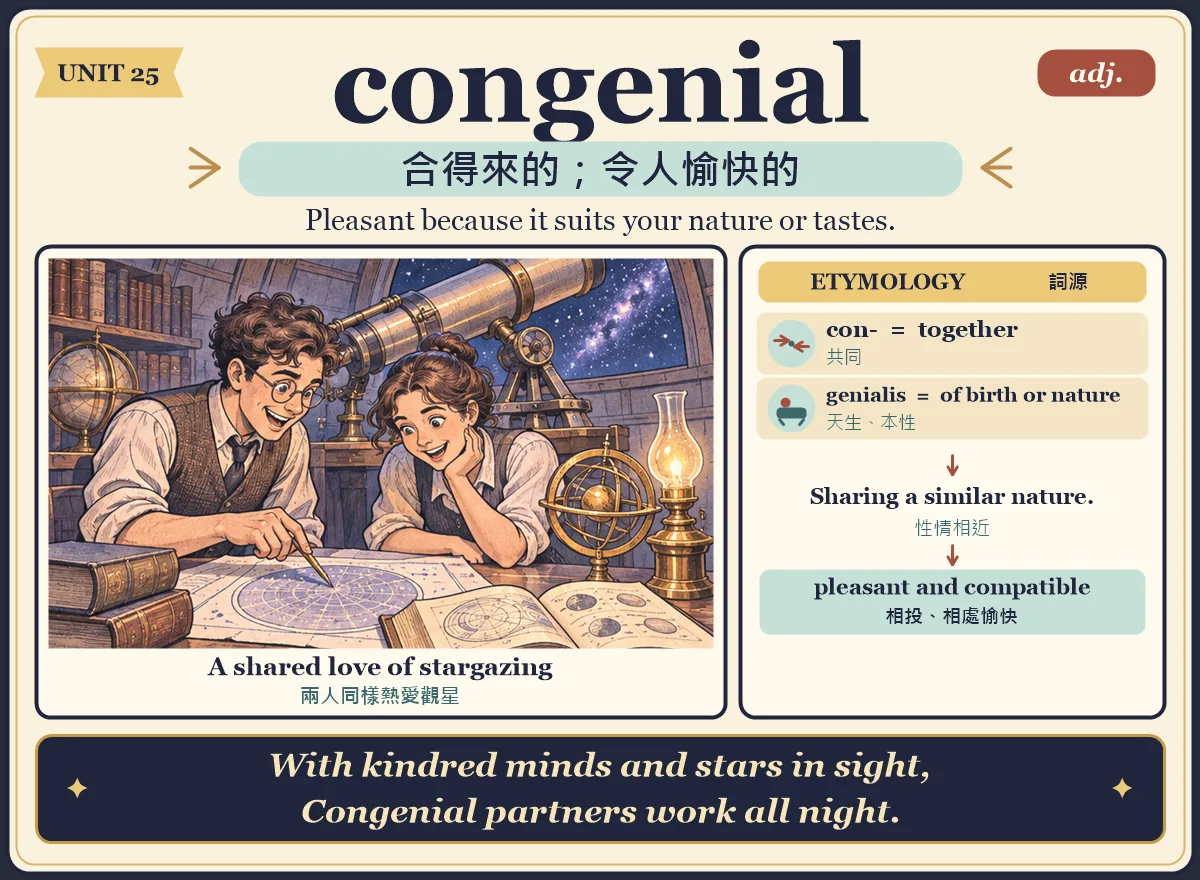 UNIT 25
congenial
adj.
合得來的；令人愉快的
Pleasant because it suits your nature or tastes.
A shared love of stargazing
兩人同樣熱愛觀星
ETYMOLOGY 詞源
con- = together
共同
genialis = of birth or nature
天生、本性
Sharing a similar nature.
性情相近
pleasant and compatible
相投、相處愉快
With kindred minds and stars in sight,
Congenial partners work all night.